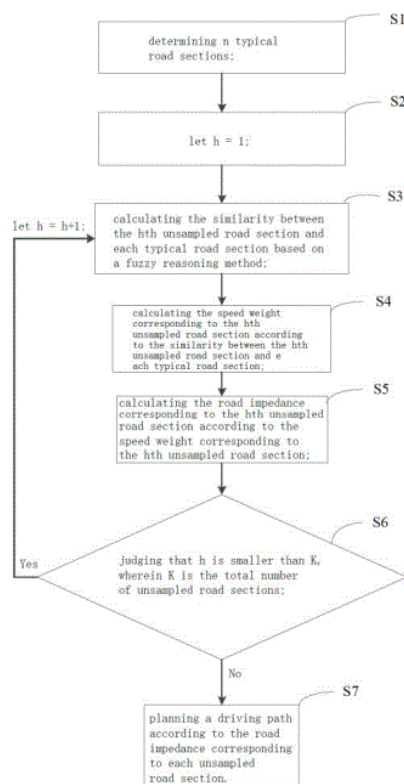 S1
determining n typical
road sections;
S2
let h = 1;
S3
let h = h+1;
calculating the similarity between
the hth unsampled road section and
each typical road section based on
a fuzzy reasoning method;
S4
calculating the speed weight
corresponding to the hth
unsampled road section according
to the similarity between the hth
unsampled road section and e
ach typical road section;
S5
calculating the road impedance
corresponding to the hth unsampled
road section according to the
speed weight corresponding to
the hth unsampled road section;
S6
judging that h is smaller than K,
wherein K is the total number
of unsampled road sections;
Yes
No
S7
planning a driving path
according to the road
impedance corresponding
to each unsampled
road section.